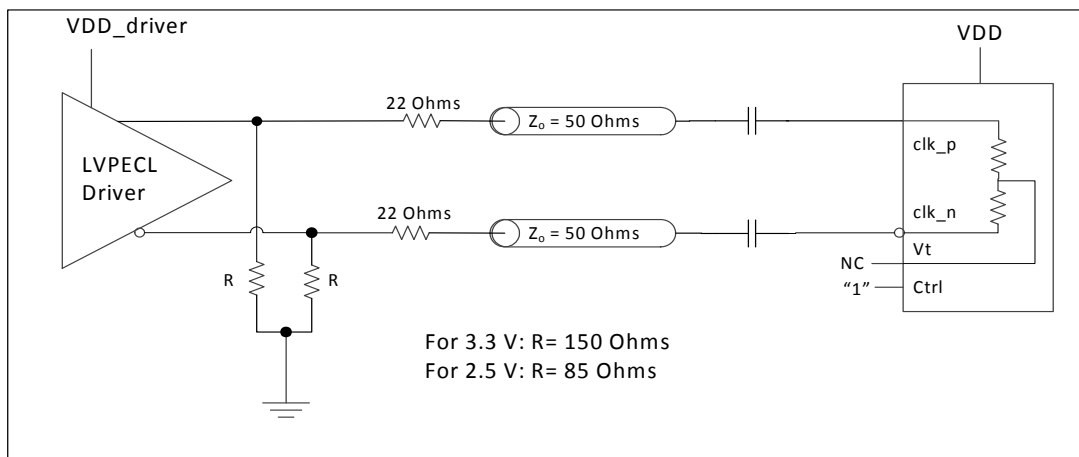 VDD_driver
VDD
22 Ohms
Zo = 50 Ohms
clk_p
LVPECL
Driver
22 Ohms
clk_n
Zo = 50 Ohms
Vt
NC
R
R
“1”
Ctrl
For 3.3 V: R= 150 Ohms
For 2.5 V: R= 85 Ohms